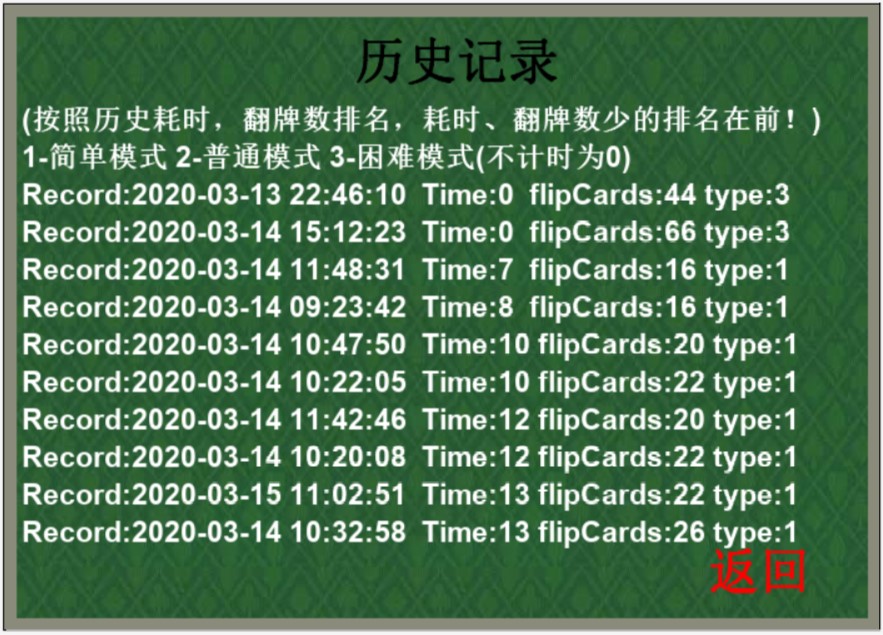 历史记录
(按照历史耗时，翻牌数排名，耗时、翻牌数少的排名在前！)
1-简单模式 2-普通模式 3-困难模式(不计时为0)
Record:2020-03-13 22:46:10 Time:0 flipCards:44 type:3
Record:2020-03-14 15:12:23 Time:0 flipCards:66 type:3
Record:2020-03-14 11:48:31 Time:7 flipCards:16 type:1
Record:2020-03-14 09:23:42 Time:8 flipCards:16 type:1
Record:2020-03-14 10:47:50 Time:10 flipCards:20 type:1
Record:2020-03-14 10:22:05 Time:10 flipCards:22 type:1
Record:2020-03-14 11:42:46 Time:12 flipCards:20 type:1
Record:2020-03-14 10:20:08 Time:12 flipCards:22 type:1
Record:2020-03-15 11:02:51 Time:13 flipCards:22 type:1
Record:2020-03-14 10:32:58 Time:13 flipCards:26 type:1
返回